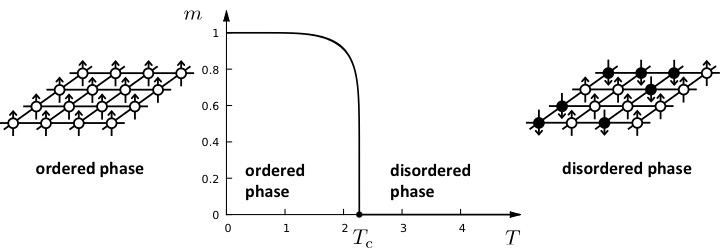 m
1
0.8
0.6
0.4
0.2
0
ordered phase
ordered
phase
disordered
phase
disordered phase
0 1 2 3 4
T_c T